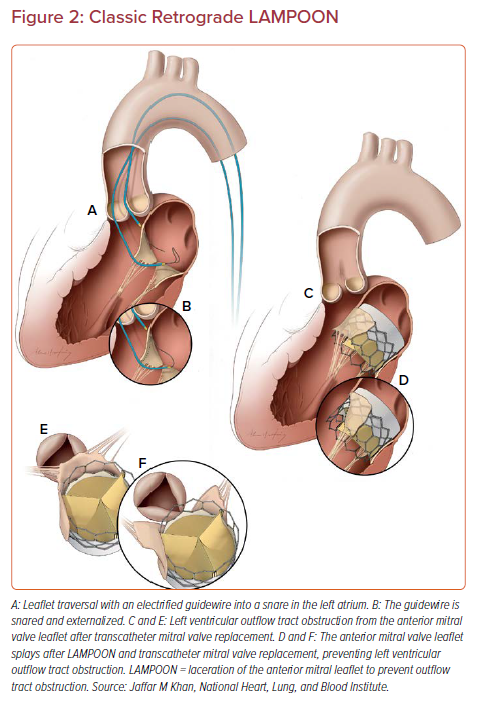 Figure 2: Classic Retrograde LAMPOON
A
B
C
D
E
F
A: Leaflet traversal with an electrified guidewire into a snare in the left atrium. B: The guidewire is
snared and externalized. C and E: Left ventricular outflow tract obstruction from the anterior mitral
valve leaflet after transcatheter mitral valve replacement. D and F: The anterior mitral valve leaflet
splays after LAMPOON and transcatheter mitral valve replacement, preventing left ventricular
outflow tract obstruction. LAMPOON = laceration of the anterior mitral leaflet to prevent outflow
tract obstruction. Source: Jaffar M Khan, National Heart, Lung, and Blood Institute.